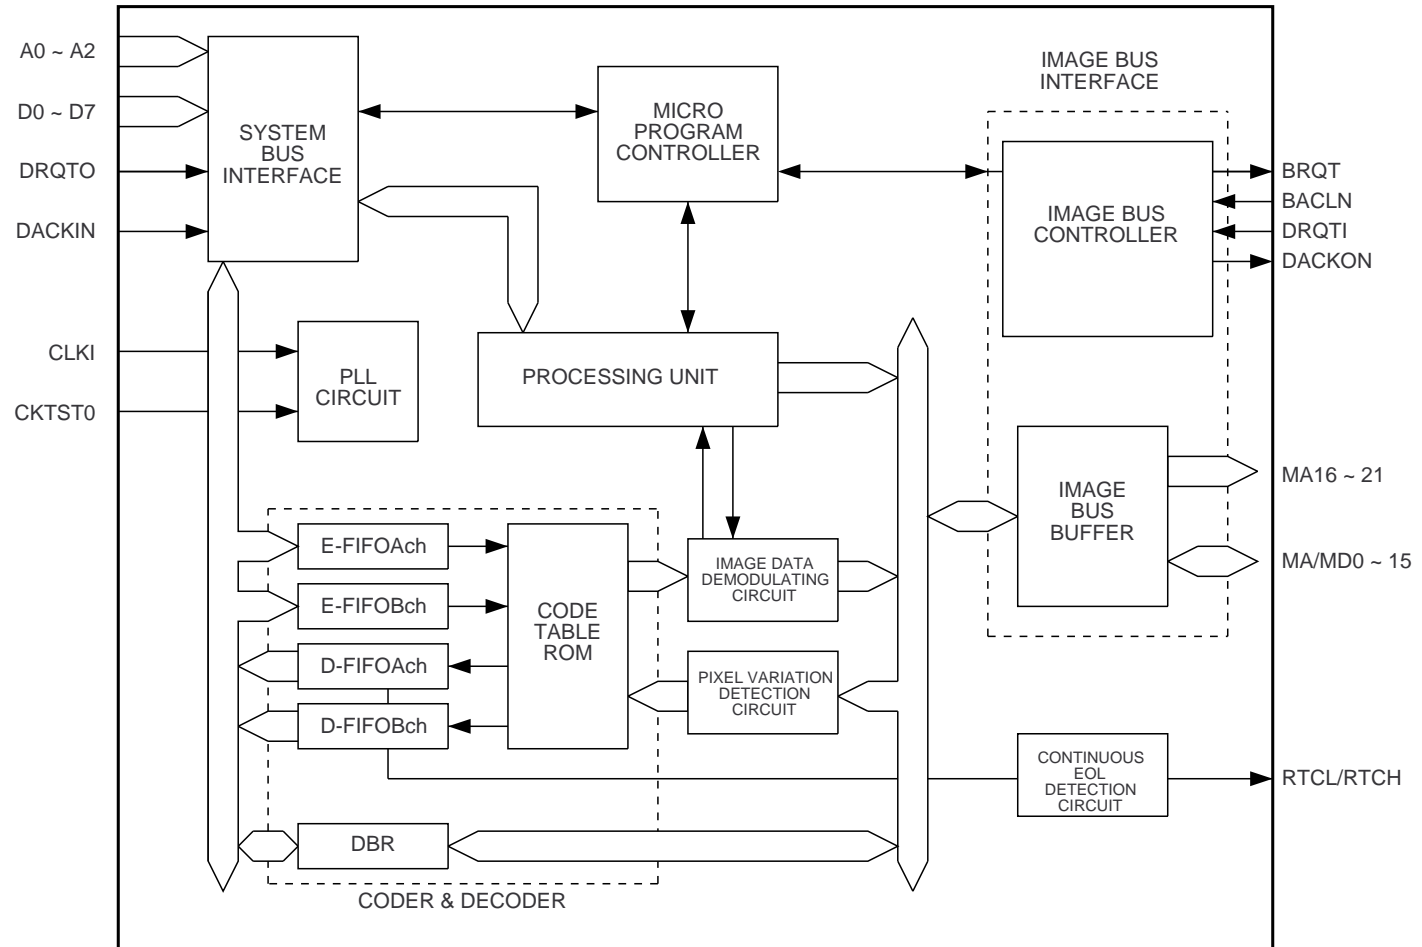 A0 ~ A2
D0 ~ D7
DRQTO
DACKIN
CLKI
CKTST0
SYSTEM
BUS
INTERFACE
MICRO
PROGRAM
CONTROLLER
IMAGE BUS
INTERFACE
IMAGE BUS
CONTROLLER
BRQT
BACLN
DRQTI
DACKON
PLL
CIRCUIT
PROCESSING UNIT
E-FIFOAch
E-FIFOBch
D-FIFOAch
D-FIFOBch
DBR
CODE
TABLE
ROM
CODER & DECODER
IMAGE DATA
DEMODULATING
CIRCUIT
PIXEL VARIATION
DETECTION
CIRCUIT
IMAGE
BUS
BUFFER
MA16 ~ 21
MA/MD0 ~ 15
CONTINUOUS
EOL
DETECTION
CIRCUIT
RTCL/RTCH